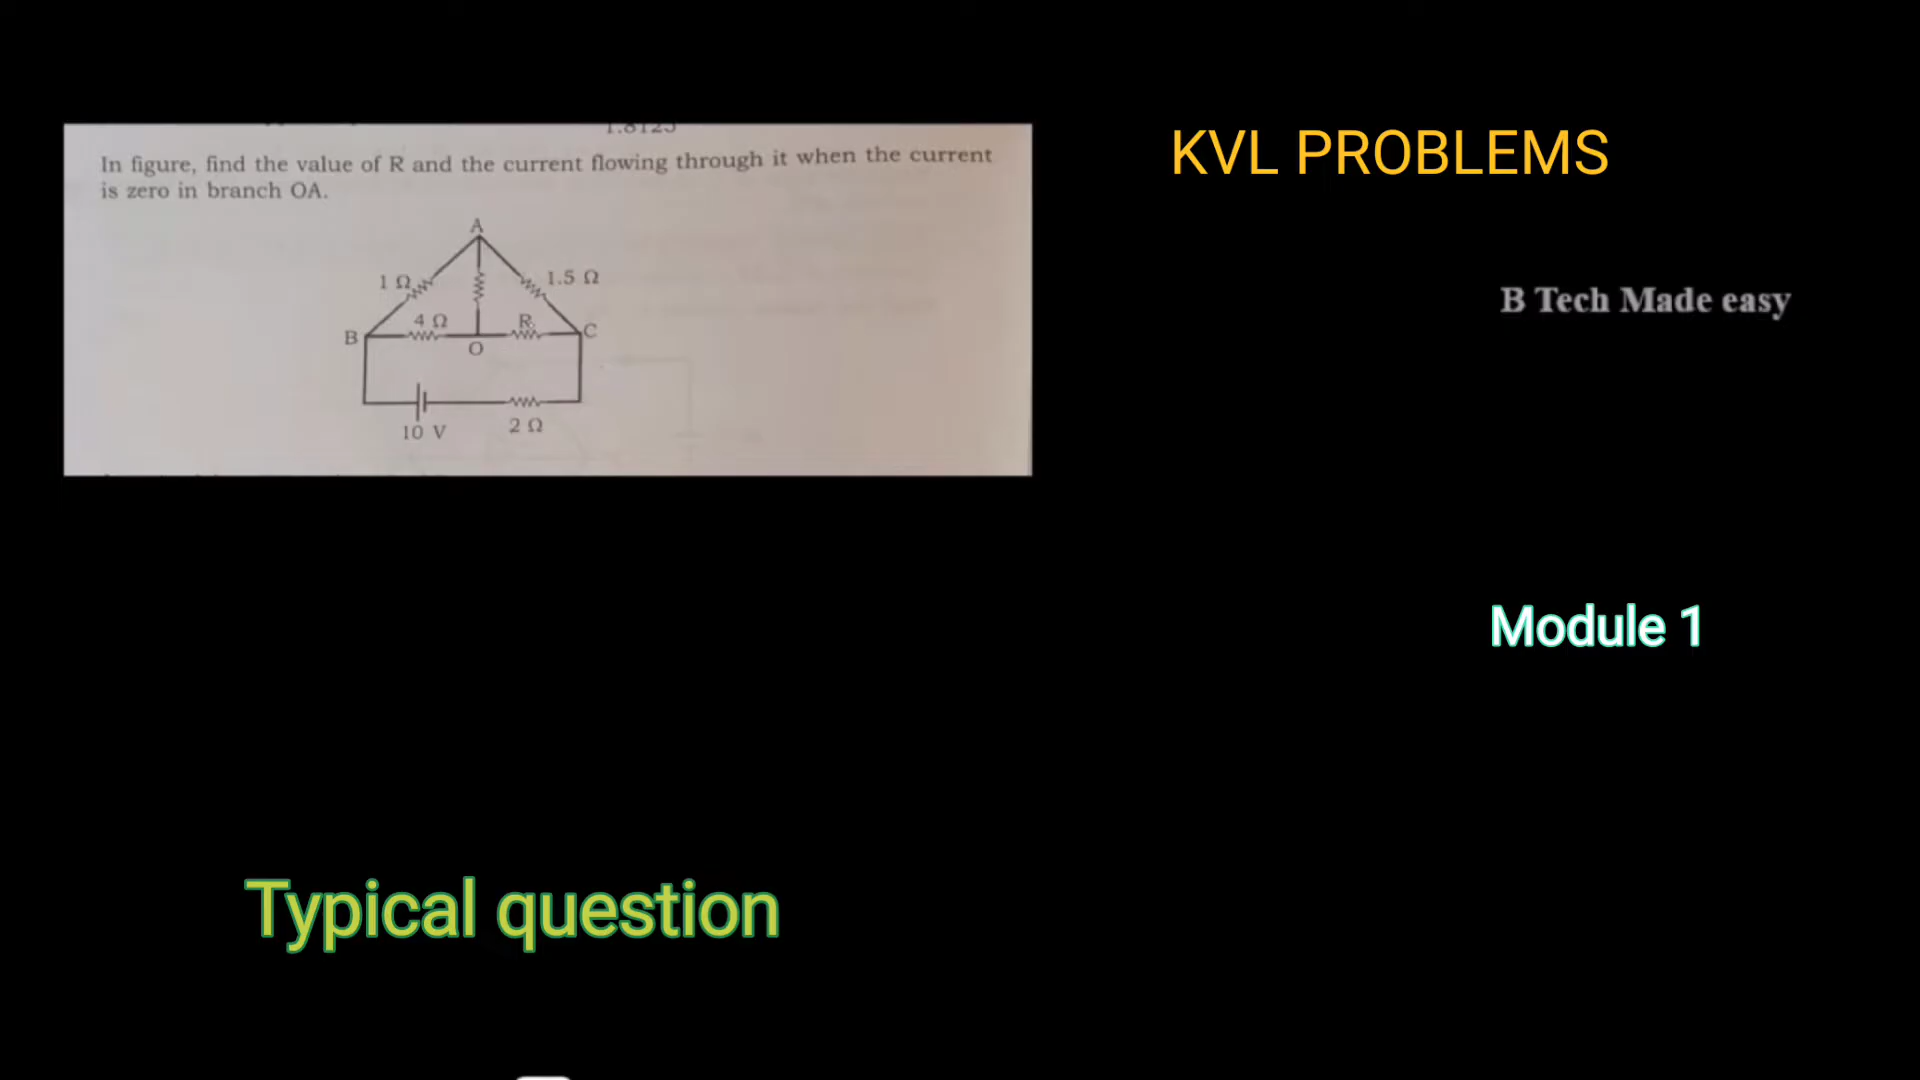 In figure, find the value of R and the current flowing through it when the current
is zero in branch OA.
A
1 Ω
1.5 Ω
4 Ω
R
B
C
O
10 V
2 Ω
KVL PROBLEMS
B Tech Made easy
Module 1
Typical question